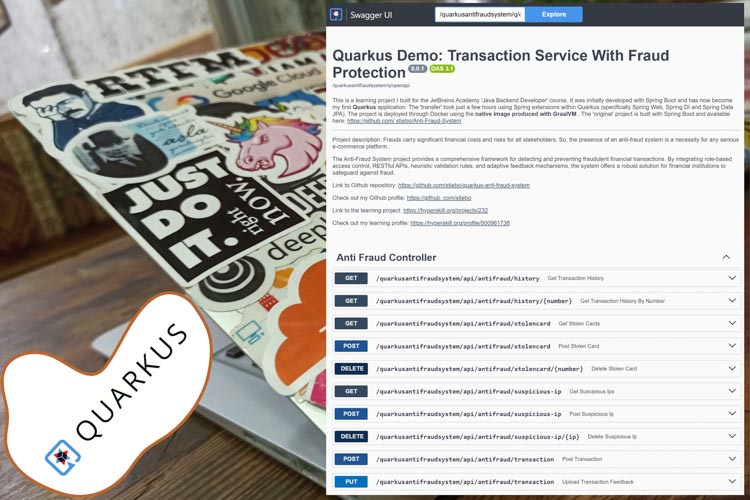 Swagger UI
/quarkusantifraudsystem/q/
Explore
Quarkus Demo: Transaction Service With Fraud
Protection 0.0.1 OAS 3.1
/quarkusantifraudsystem/q/openapi
This is a learning project I built for the JetBrains Academy 'Java Backend Developer' course. It was initially developed with Spring Boot and has now become
my first Quarkus application. The 'transfer' took just a few hours using Spring extensions within Quarkus (specifically Spring Web, Spring DI and Spring Data
JPA). The project is deployed through Docker using the native image produced with GraalVM . The 'original' project is built with Spring Boot and available
here: https://github.com/ stiebo/Anti-Fraud-System
Project description. Frauds carry significant financial costs and risks for all stakeholders. So, the presence of an anti-fraud system is a necessity for any serious
e-commerce platform.
The Anti-Fraud System project provides a comprehensive framework for detecting and preventing fraudulent financial transactions. By integrating role-based
access control, RESTful APIs, heuristic validation rules, and adaptive feedback mechanisms, the system offers a robust solution for financial institutions to
safeguard against fraud.
Link to Github repository: https://github.com/stiebo/quarkus-anti-fraud-system
Check out my Github profile: https://github. com/stiebo
Link to the learning project: https://hyperskill.org/projects/232
Check out my learning profile: https://hyperskill.org/profile/500961738
Anti Fraud Controller
GET /quarkusantifraudsystem/api/antifraud/history Get Transaction History
GET /quarkusantifraudsystem/api/antifraud/history/{number} Get Transaction History By Number
GET /quarkusantifraudsystem/api/antifraud/stolencard Get Stolen Cards
POST /quarkusantifraudsystem/api/antifraud/stolencard Post Stolen Card
DELETE /quarkusantifraudsystem/api/antifraud/stolencard/{number} Delete Stolen Card
GET /quarkusantifraudsystem/api/antifraud/suspicious-ip Get Suscipious Ips
POST /quarkusantifraudsystem/api/antifraud/suspicious-ip Post Suspicious Ip
DELETE /quarkusantifraudsystem/api/antifraud/suspicious-ip/{ip} Delete Suspicious Ip
POST /quarkusantifraudsystem/api/antifraud/transaction Post Transaction
PUT /quarkusantifraudsystem/api/antifraud/transaction Upload Transaction Feedback
Google Cloud
asla
JUST
DO
IT.
right
now
deep
QUARKUS